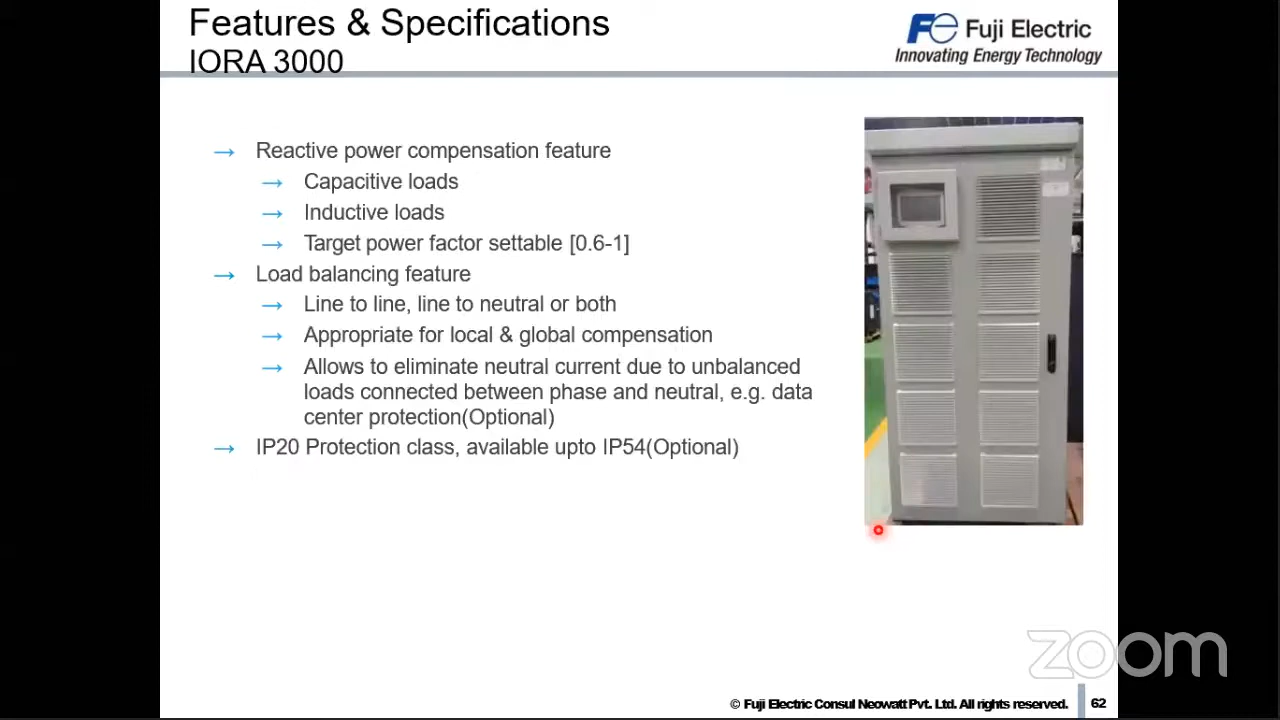 Features & Specifications
IORA 3000
Fe Fuji Electric
Innovating Energy Technology
→ Reactive power compensation feature
→ Capacitive loads
→ Inductive loads
→ Target power factor settable [0.6-1]
→ Load balancing feature
→ Line to line, line to neutral or both
→ Appropriate for local & global compensation
→ Allows to eliminate neutral current due to unbalanced
loads connected between phase and neutral, e.g. data
center protection(Optional)
→ IP20 Protection class, available upto IP54(Optional)
zoom
© Fuji Electric Consul Neowatt Pvt. Ltd. All rights reserved.
62